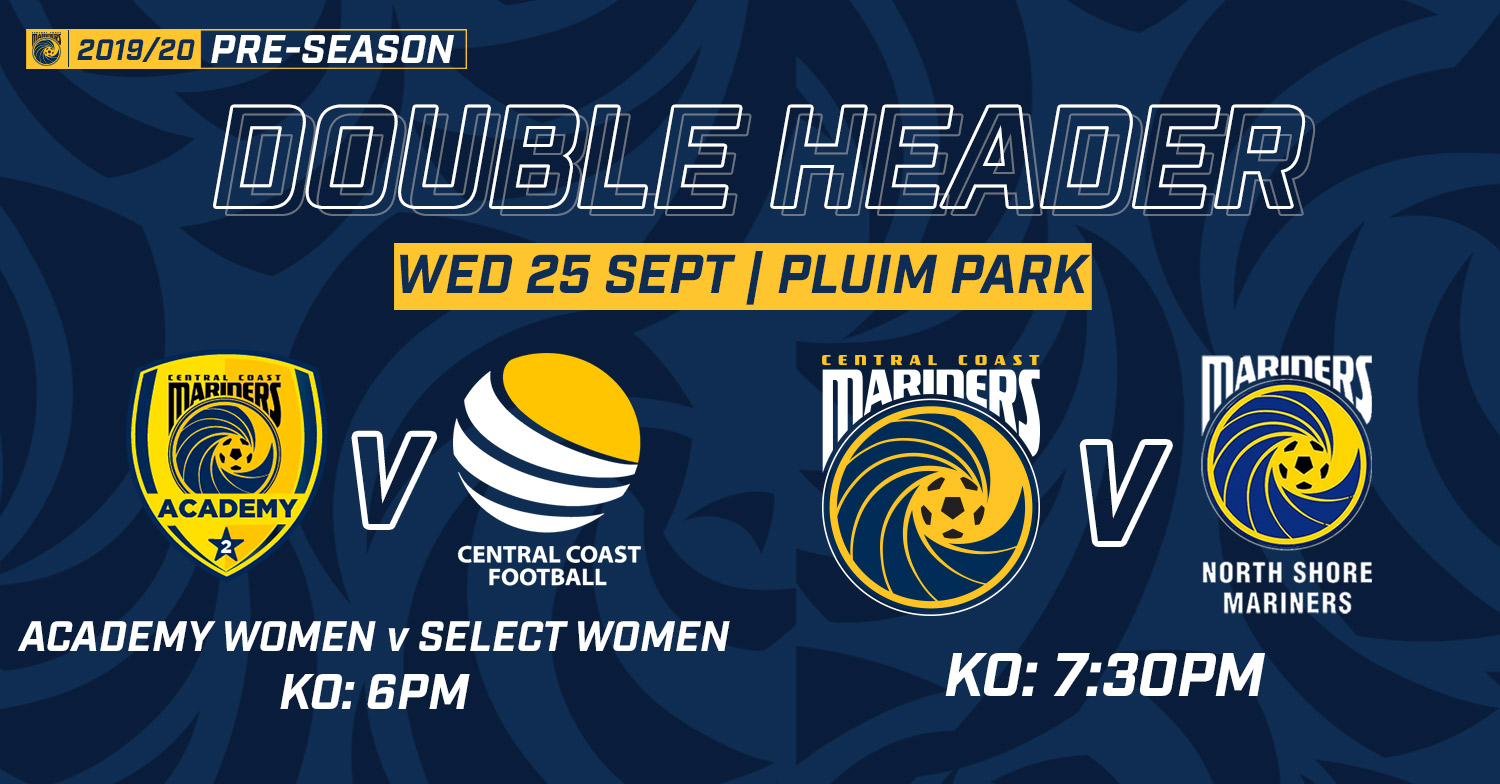 2019/20 PRE-SEASON
DOUBLE HEADER
WED 25 SEPT | PLUIM PARK
CENTRAL COAST
MARINERS
ACADEMY
2
V
CENTRAL COAST
FOOTBALL
ACADEMY WOMEN v SELECT WOMEN
KO: 6PM
CENTRAL COAST
MARINERS
V
MARINERS
NORTH SHORE
MARINERS
KO: 7:30PM